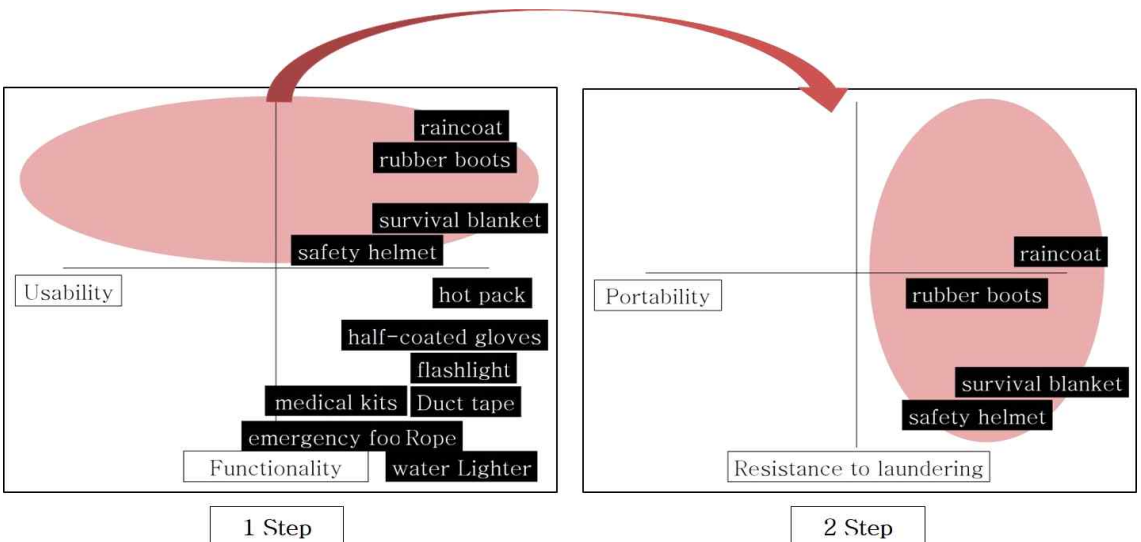 raincoat
rubber boots
survival blanket
safety helmet
Usability
hot pack
half-coated gloves
flashlight
medical kits
Duct tape
emergency foo
Rope
Functionality
water Lighter
1 Step
raincoat
Portability
rubber boots
survival blanket
safety helmet
Resistance to laundering
2 Step